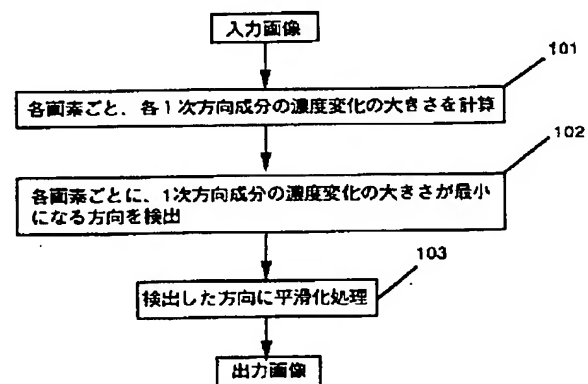 入力画像
101
各画素ごと、各1次方向成分の濃度変化の大きさを計算
102
各画素ごとに、1次方向成分の濃度変化の大きさが最小
になる方向を検出
103
検出した方向に平滑化処理
出力画像